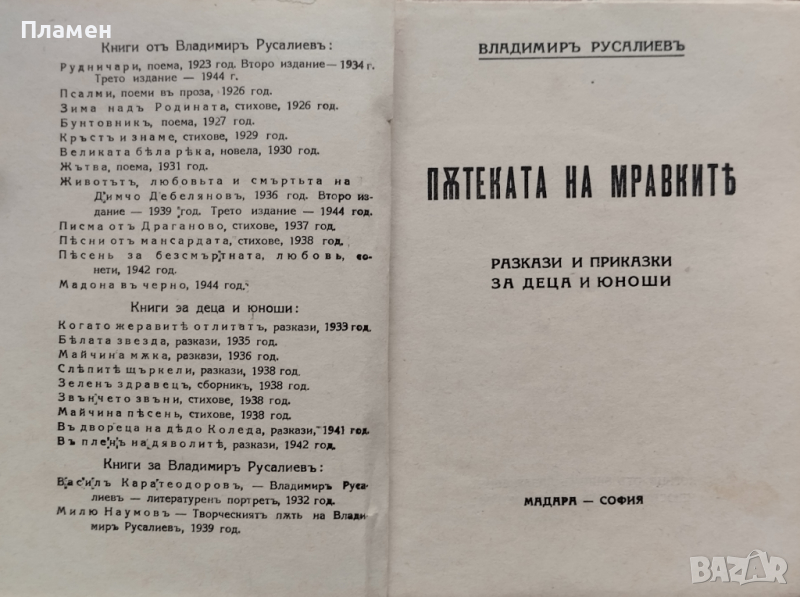 Пламен
Книги отъ Владимиръ Русалиевъ:
Рудничари, поема, 1923 год. Второ издание — 1934 г.
Трето издание — 1944 г.
Псалми, поеми въ проза, 1926 год.
Зима надъ Родината, стихове, 1926 год.
Бунтовникъ, поема, 1927 год.
Кръстъ и знаме, стихове, 1929 год.
Великата бѣла рѣка, новела, 1930 год.
Жътва, поема, 1931 год.
Животътъ, любовьта и смъртьта на
Димчо Дебеляновъ, 1936 год. Второ из-
дание — 1939 год. Трето издание — 1944 год.
Писма отъ Драганово, стихове, 1937 год.
Пѣсни отъ мансардата, стихове, 1938 год.
Пѣсень за безсмъртната, любовь, со-
нети, 1942 год.
Мадона въ черно, 1944 год.
Книги за деца и юноши:
Когато жеравитѣ отлитатъ, разкази, 1933 год.
Бѣлата звезда, разкази, 1935 год.
Майчина мѫка, разкази, 1936 год.
Слѣпитѣ щъркели, разкази, 1938 год.
Зеленъ здравецъ, сборникъ, 1938 год.
Звънчето звъни, стихове, 1938 год.
Майчина пѣсень, стихове, 1938 год.
Въ двореца на дѣдо Коледа, разкази, 1941 год.
Въ пленъ на дяволитѣ, разкази, 1942 год.
Книги за Владимиръ Русалиевъ:
Василъ Каратеодоровъ, — Владимиръ Руса-
лиевъ — литературенъ портретъ, 1932 год.
Милю Наумовъ — Творческиятъ пѫть на Влади-
миръ Русалиевъ, 1939 год.
ВЛАДИМИРЪ РУСАЛИЕВЪ
ПѪТЕКАТА НА МРАВКИТѢ
РАЗКАЗИ И ПРИКАЗКИ
ЗА ДЕЦА И ЮНОШИ
МАДАРА — СОФИЯ
BAZAR